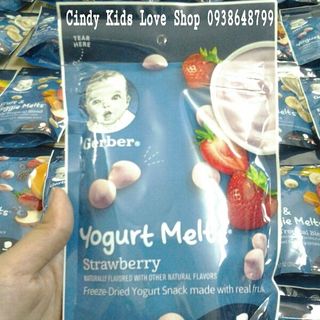 Cindy Kids Love Shop 0938648799
TEAR
HERE
Gerber®
Yogurt Melts
Strawberry
NATURALLY FLAVORED WITH OTHER NATURAL FLAVORS
Freeze-Dried Yogurt Snack made with real fruit